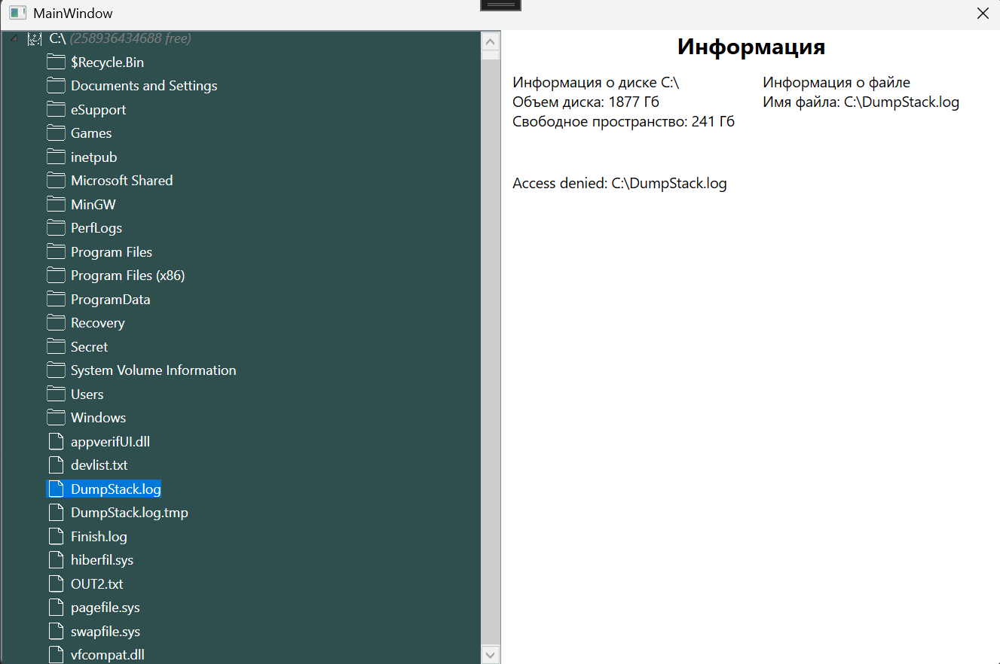 MainWindow
C:\ (258936434688 free)
$Recycle.Bin
Documents and Settings
eSupport
Games
inetpub
Microsoft Shared
MinGW
PerfLogs
Program Files
Program Files (x86)
ProgramData
Recovery
Secret
System Volume Information
Users
Windows
appverifUI.dll
devlist.txt
DumpStack.log
DumpStack.log.tmp
Finish.log
hiberfil.sys
OUT2.txt
pagefile.sys
swapfile.sys
vfcompat.dll
Информация
Информация о диске C:\
Объем диска: 1877 Гб
Свободное пространство: 241 Гб
Информация о файле
Имя файла: C:\DumpStack.log
Access denied: C:\DumpStack.log